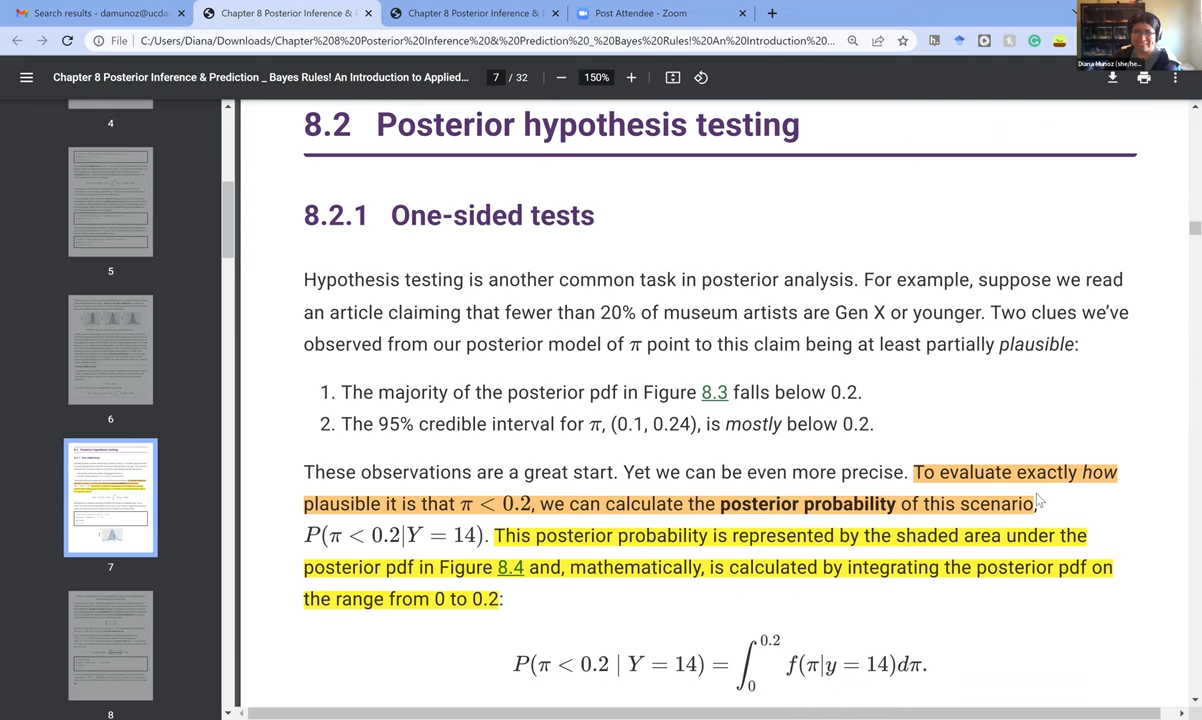 Search results - damunoz@ucda
Chapter 8 Posterior Inference &
Chapter 8 Posterior Inference &
Post Attendee - Zoom
File
C:/Users/Diana/Downloads/Chapter%208%20Posterior%20Inference%20&%20Prediction%20_%20Bayes%20Rules!%20An%20Introduction%20...
Diana Munoz (she/he...
Chapter 8 Posterior Inference & Prediction _ Bayes Rules! An Introduction to Applied...
7 / 32
150%
4
5
6
7
8
8.2 Posterior hypothesis testing
8.2.1 One-sided tests
Hypothesis testing is another common task in posterior analysis. For example, suppose we read
an article claiming that fewer than 20% of museum artists are Gen X or younger. Two clues we've
observed from our posterior model of π point to this claim being at least partially plausible:
1. The majority of the posterior pdf in Figure 8.3 falls below 0.2.
2. The 95% credible interval for π, (0.1, 0.24), is mostly below 0.2.
These observations are a great start. Yet we can be even more precise. To evaluate exactly how
plausible it is that π < 0.2, we can calculate the posterior probability of this scenario,
P(π < 0.2|Y = 14). This posterior probability is represented by the shaded area under the
posterior pdf in Figure 8.4 and, mathematically, is calculated by integrating the posterior pdf on
the range from 0 to 0.2:
P(π < 0.2 | Y = 14) = ∫₀^0.2 f(π|y = 14)dπ.